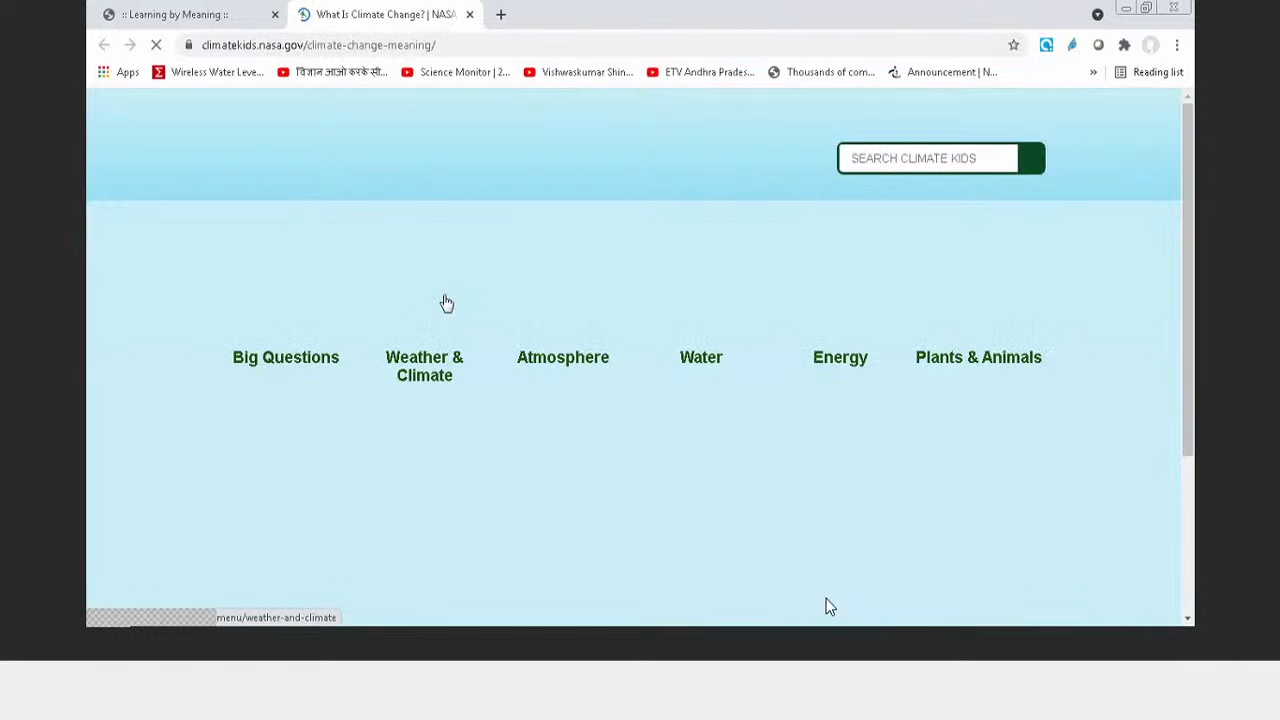 :: Learning by Meaning ::
What Is Climate Change? | NASA
climatekids.nasa.gov/climate-change-meaning/
Apps
Wireless Water Leve...
विज्ञान आओ करके सी...
Science Monitor | 2...
Vishwaskumar Shin...
ETV Andhra Prades...
Thousands of com...
Announcement | N...
»
Reading list
SEARCH CLIMATE KIDS
Big Questions
Weather &
Climate
Atmosphere
Water
Energy
Plants & Animals
menu/weather-and-climate